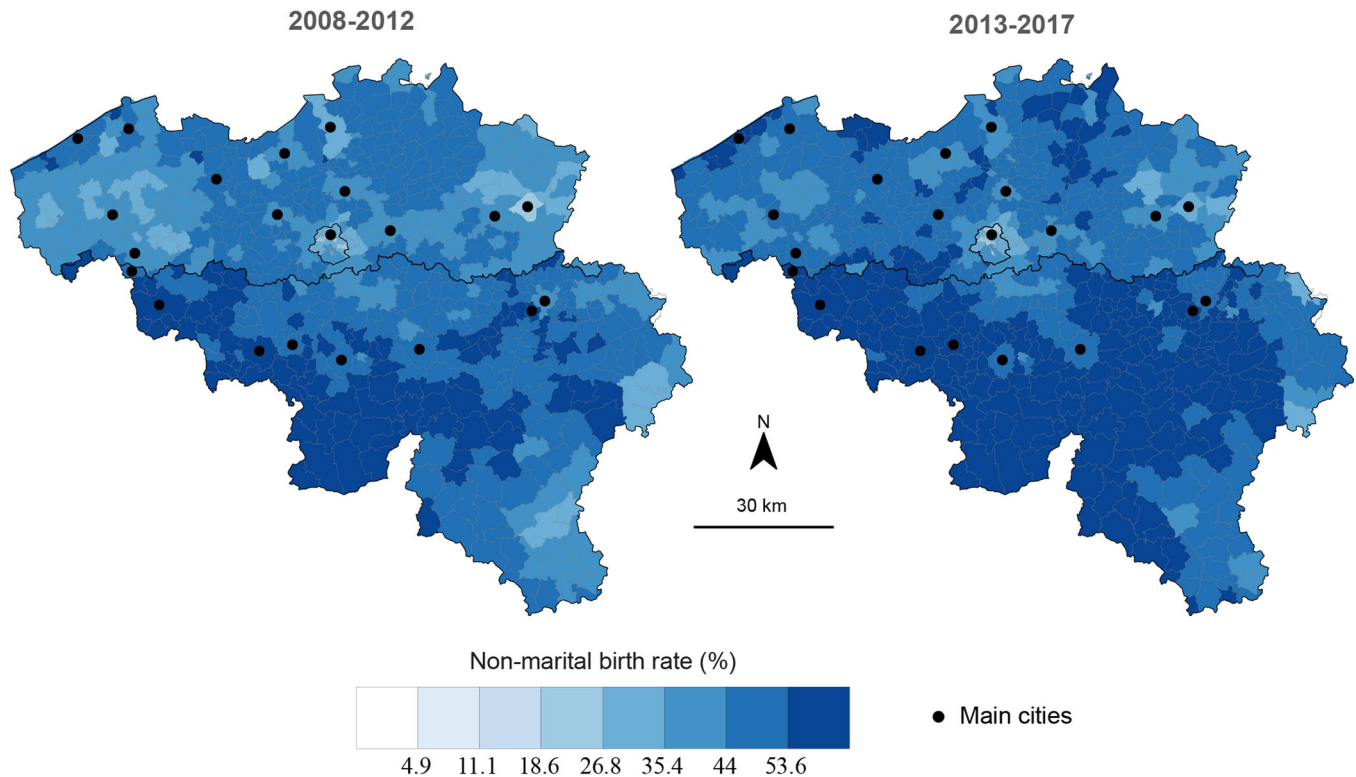 2008-2012
2013-2017
N
30 km
Non-marital birth rate (%)
4.9 11.1 18.6 26.8 35.4 44 53.6
Main cities